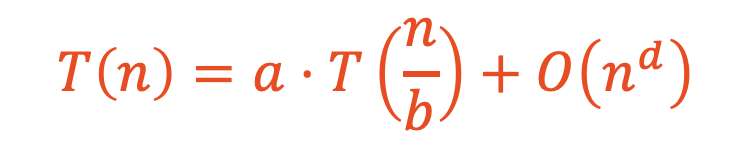 T(n) = a · T(n/b) + O(n^d)